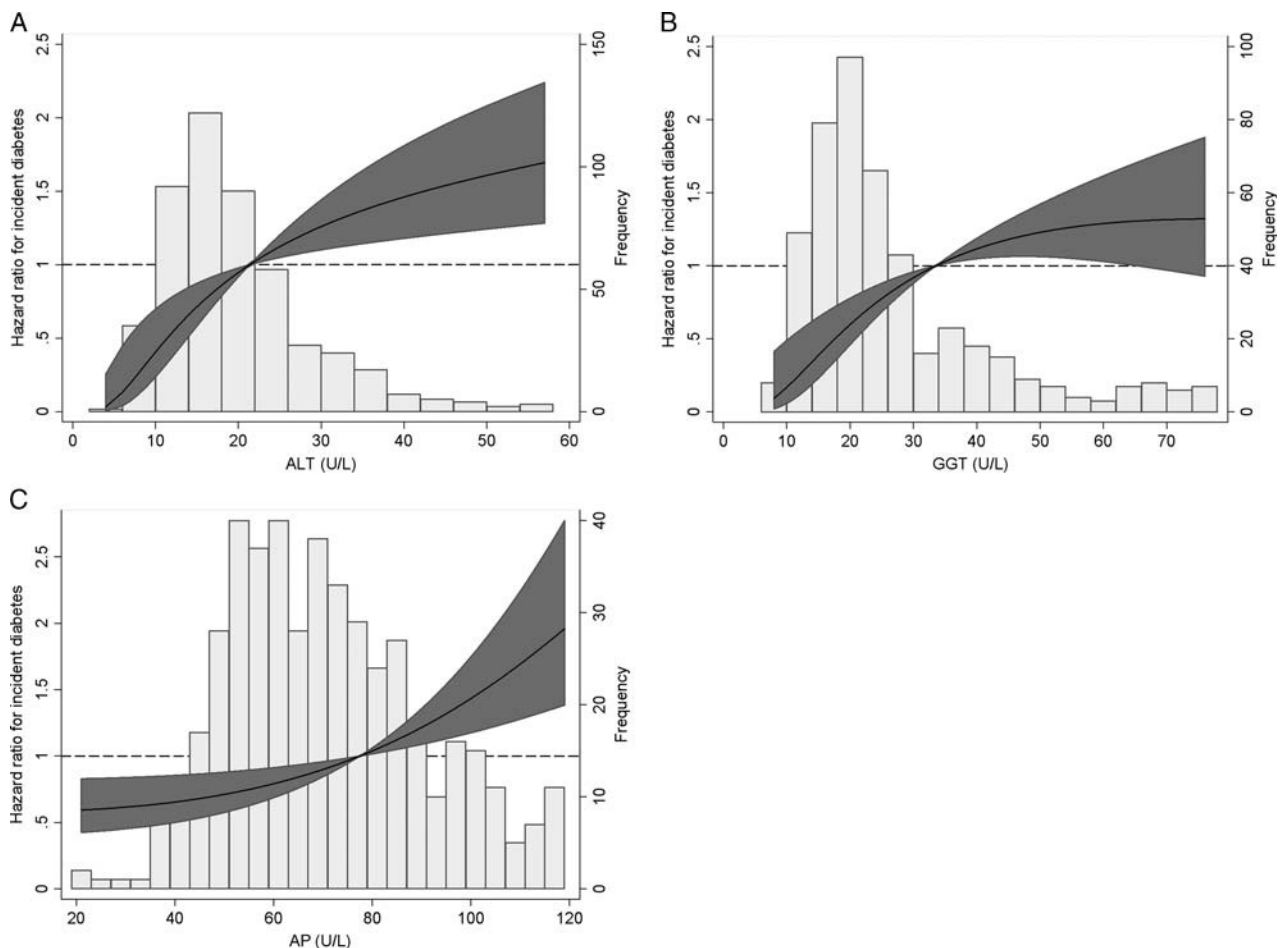 A
Hazard ratio for incident diabetes
2.5
2
1.5
1
.5
0
150
100
50
0
Frequency
0 10 20 30 40 50 60
ALT (U/L)
B
Hazard ratio for incident diabetes
2.5
2
1.5
1
.5
0
100
80
60
40
20
0
Frequency
0 10 20 30 40 50 60 70
GGT (U/L)
C
Hazard ratio for incident diabetes
2.5
2
1.5
1
.5
0
40
30
20
10
0
Frequency
20 40 60 80 100 120
AP (U/L)